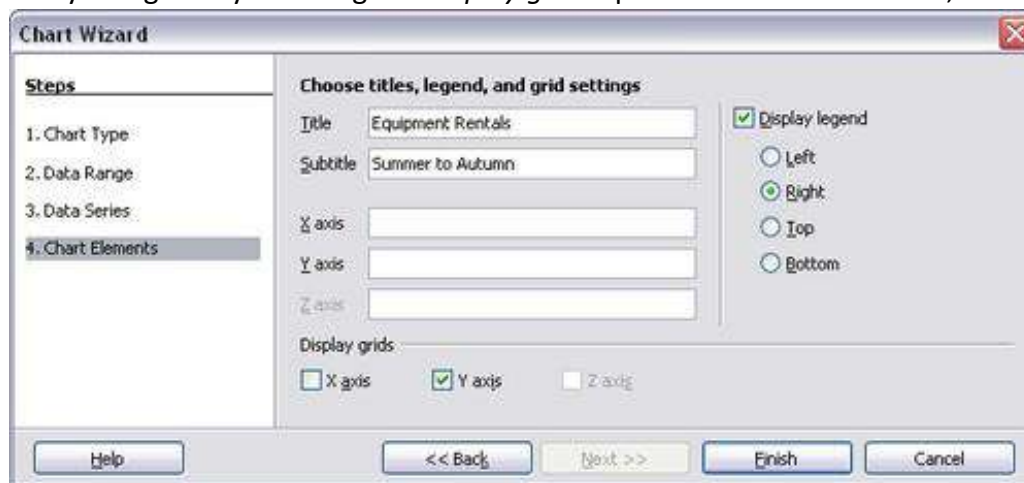 Chart Wizard
Steps
1. Chart Type
2. Data Range
3. Data Series
4. Chart Elements
Choose titles, legend, and grid settings
Title Equipment Rentals
Subtitle Summer to Autumn
X axis
Y axis
Z axis
Display legend
Left
Right
Top
Bottom
Display grids
X axis Y axis Z axis
Help << Back Next >> Finish Cancel